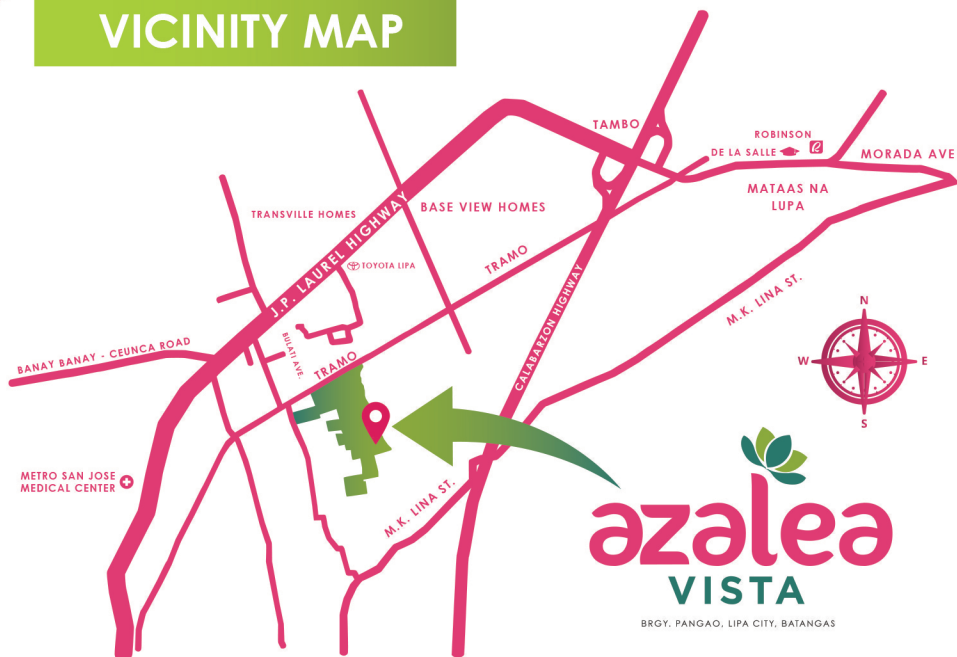 VICINITY MAP
TAMBO
ROBINSON
DE LA SALLE
MORADA AVE
MATAAS NA
LUPA
TRANSVILLE HOMES
BASE VIEW HOMES
J.P. LAUREL HIGHWAY
TOYOTA LIPA
TRAMO
CALABARZON HIGHWAY
M.K. LINA ST.
BANAY BANAY - CEUNCA ROAD
BULATI AVE.
TRAMO
N
W
E
S
METRO SAN JOSE
MEDICAL CENTER
M.K. LINA ST.
azalea
VISTA
BRGY. PANGAO, LIPA CITY, BATANGAS